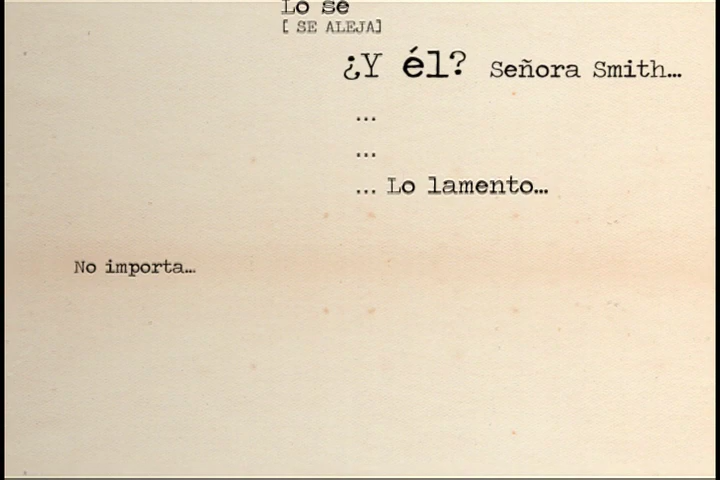 Lo sé
[ SE ALEJA]
¿Y él? Señora Smith…
…
…
… Lo lamento…
No importa…